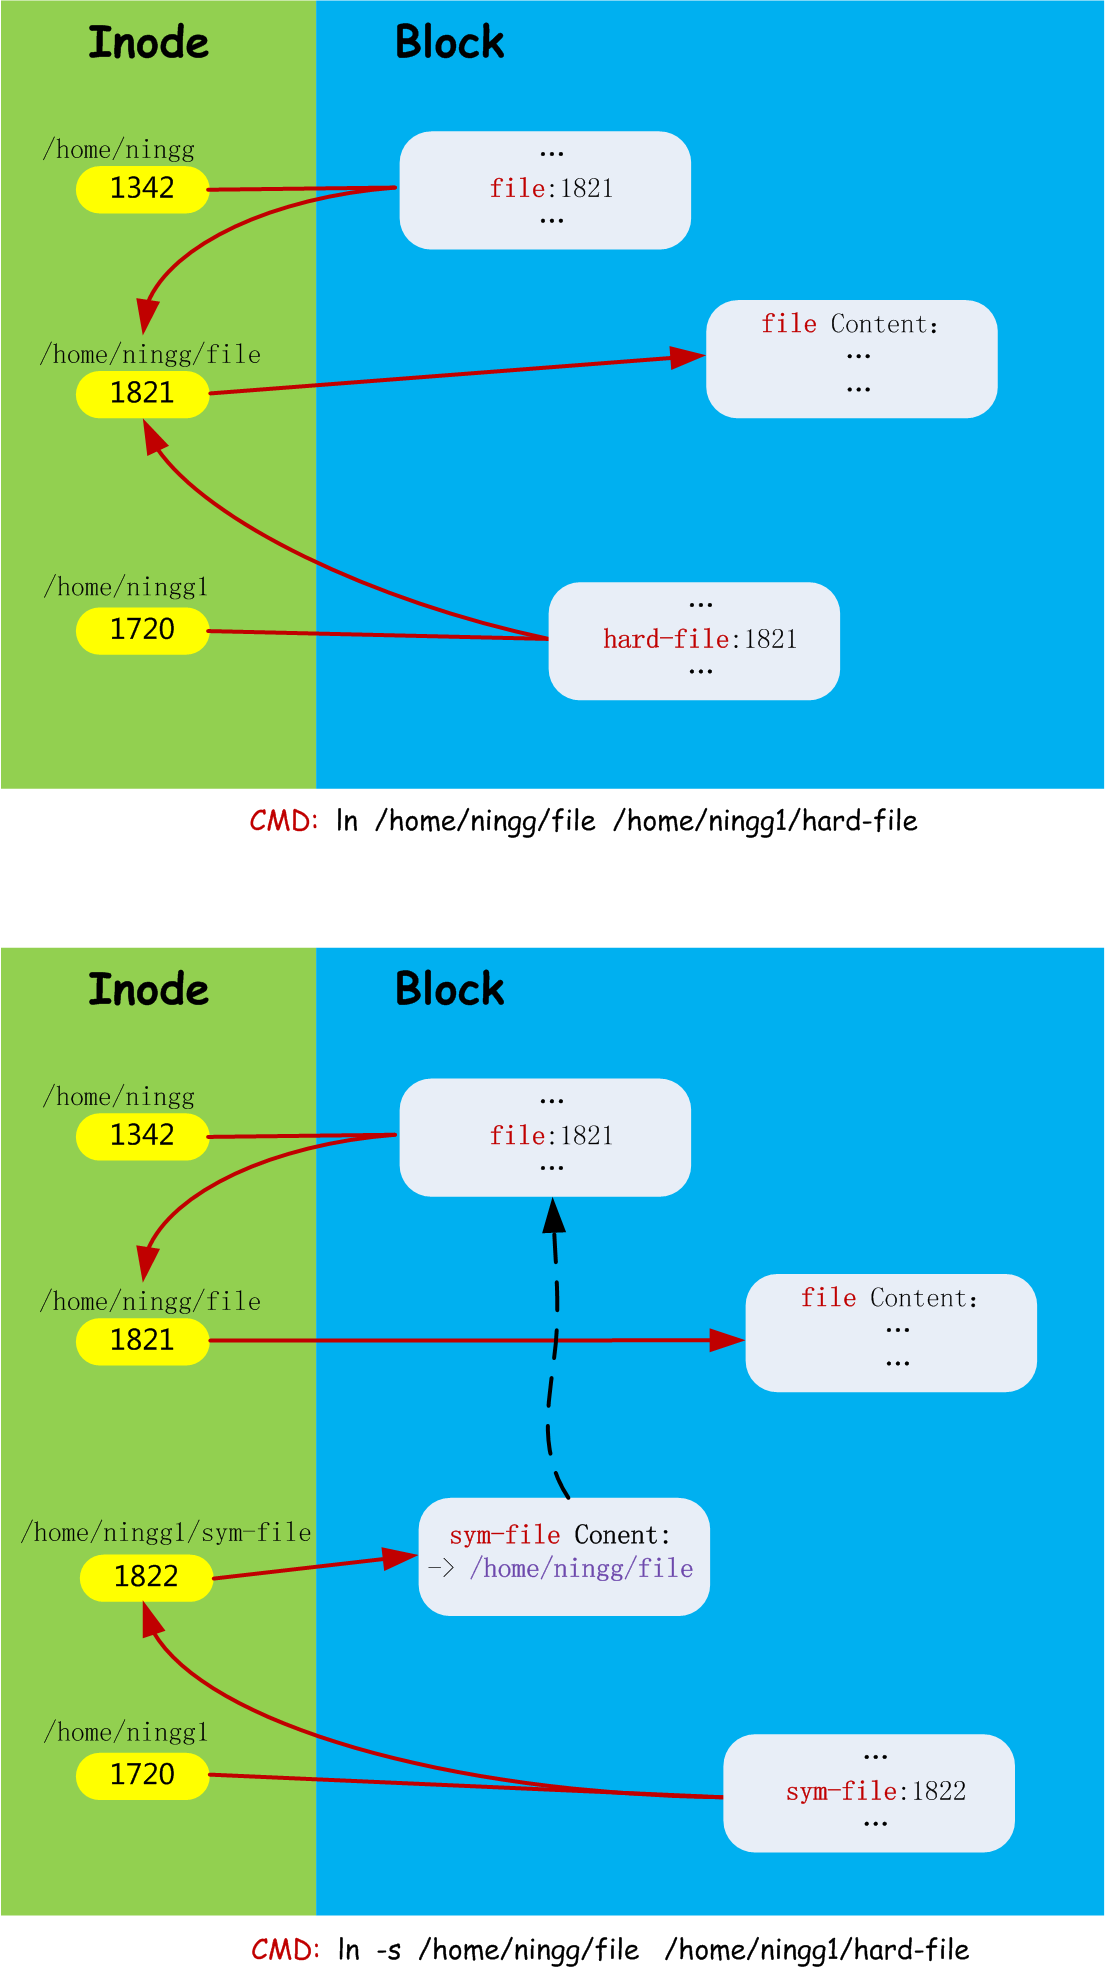 Inode Block
/home/ningg
1342
...
file:1821
...
/home/ningg/file
1821
file Content:
...
...
/home/ningg1
1720
...
hard-file:1821
...
CMD: ln /home/ningg/file /home/ningg1/hard-file
Inode Block
/home/ningg
1342
...
file:1821
...
/home/ningg/file
1821
file Content:
...
...
/home/ningg1/sym-file
1822
sym-file Conent:
-> /home/ningg/file
/home/ningg1
1720
...
sym-file:1822
...
CMD: ln -s /home/ningg/file /home/ningg1/hard-file